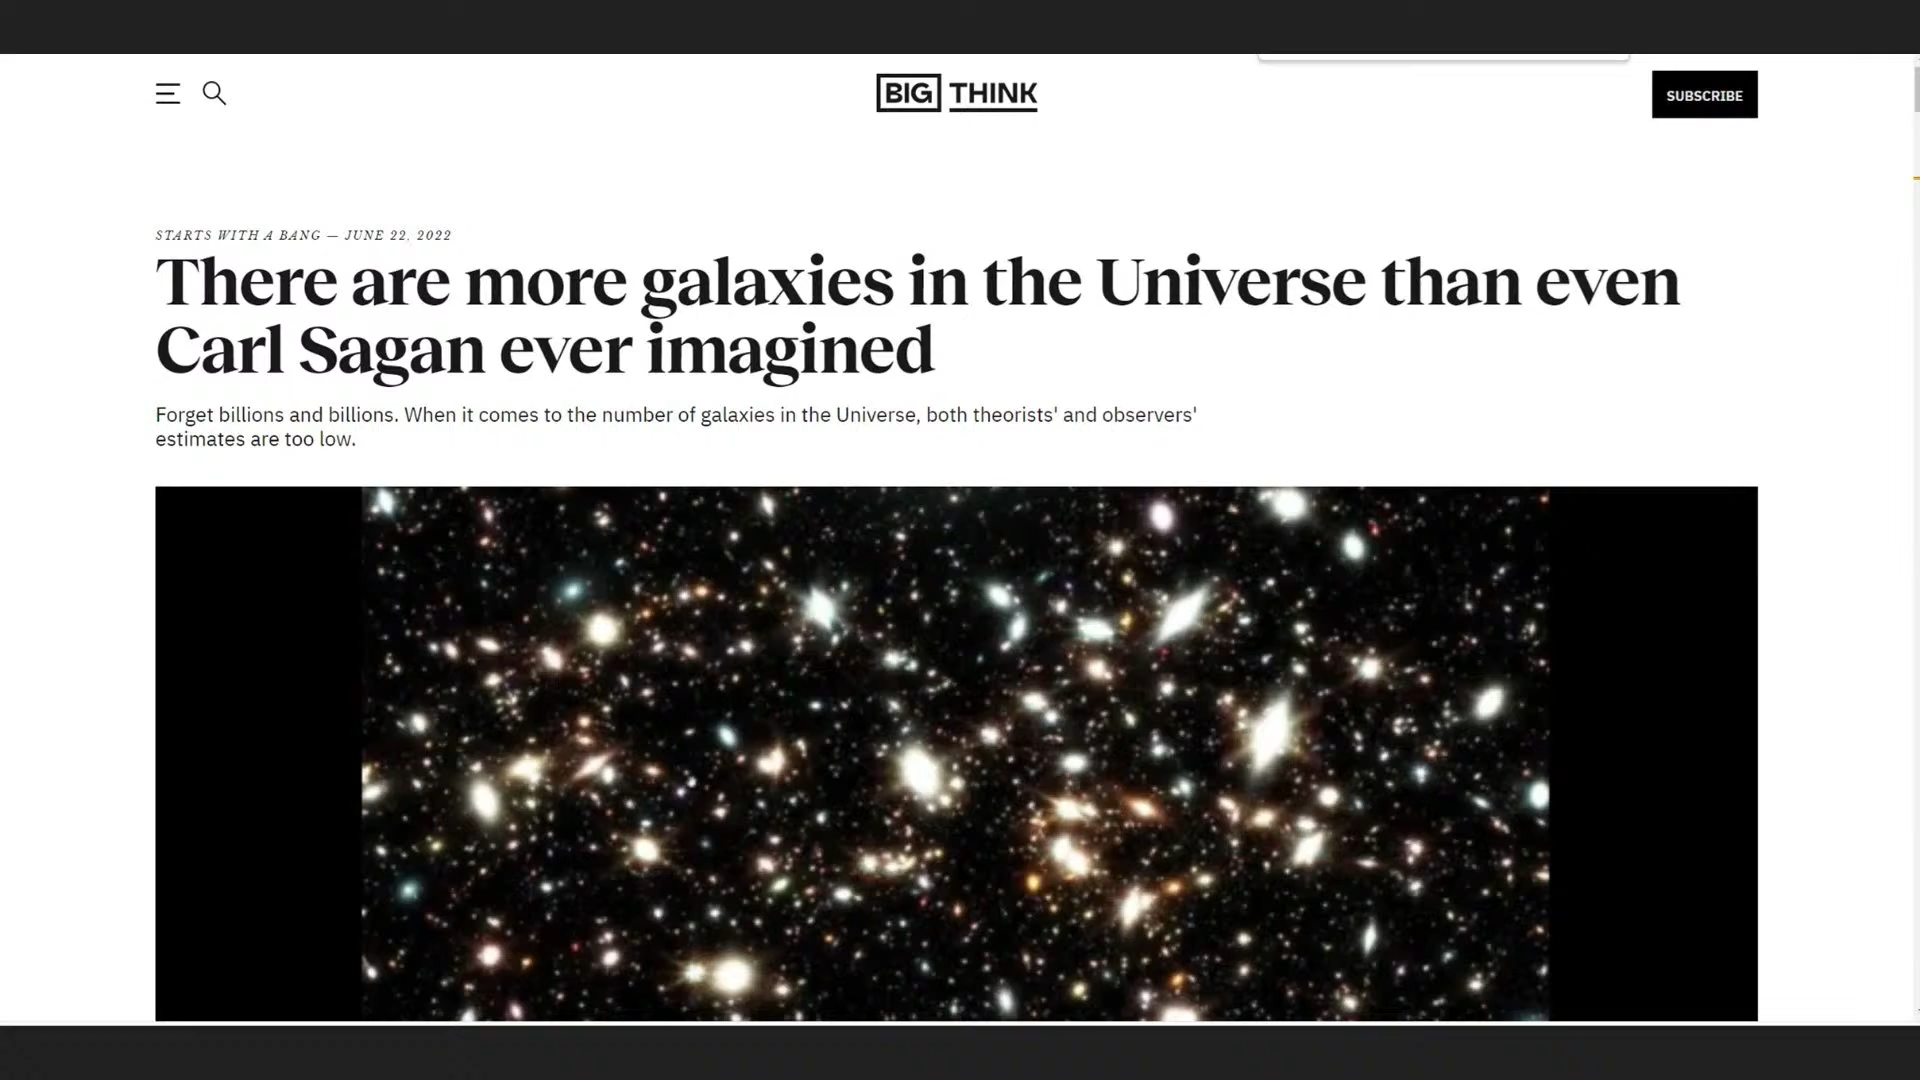 BIG THINK
SUBSCRIBE
STARTS WITH A BANG — JUNE 22, 2022
There are more galaxies in the Universe than even
Carl Sagan ever imagined
Forget billions and billions. When it comes to the number of galaxies in the Universe, both theorists' and observers'
estimates are too low.